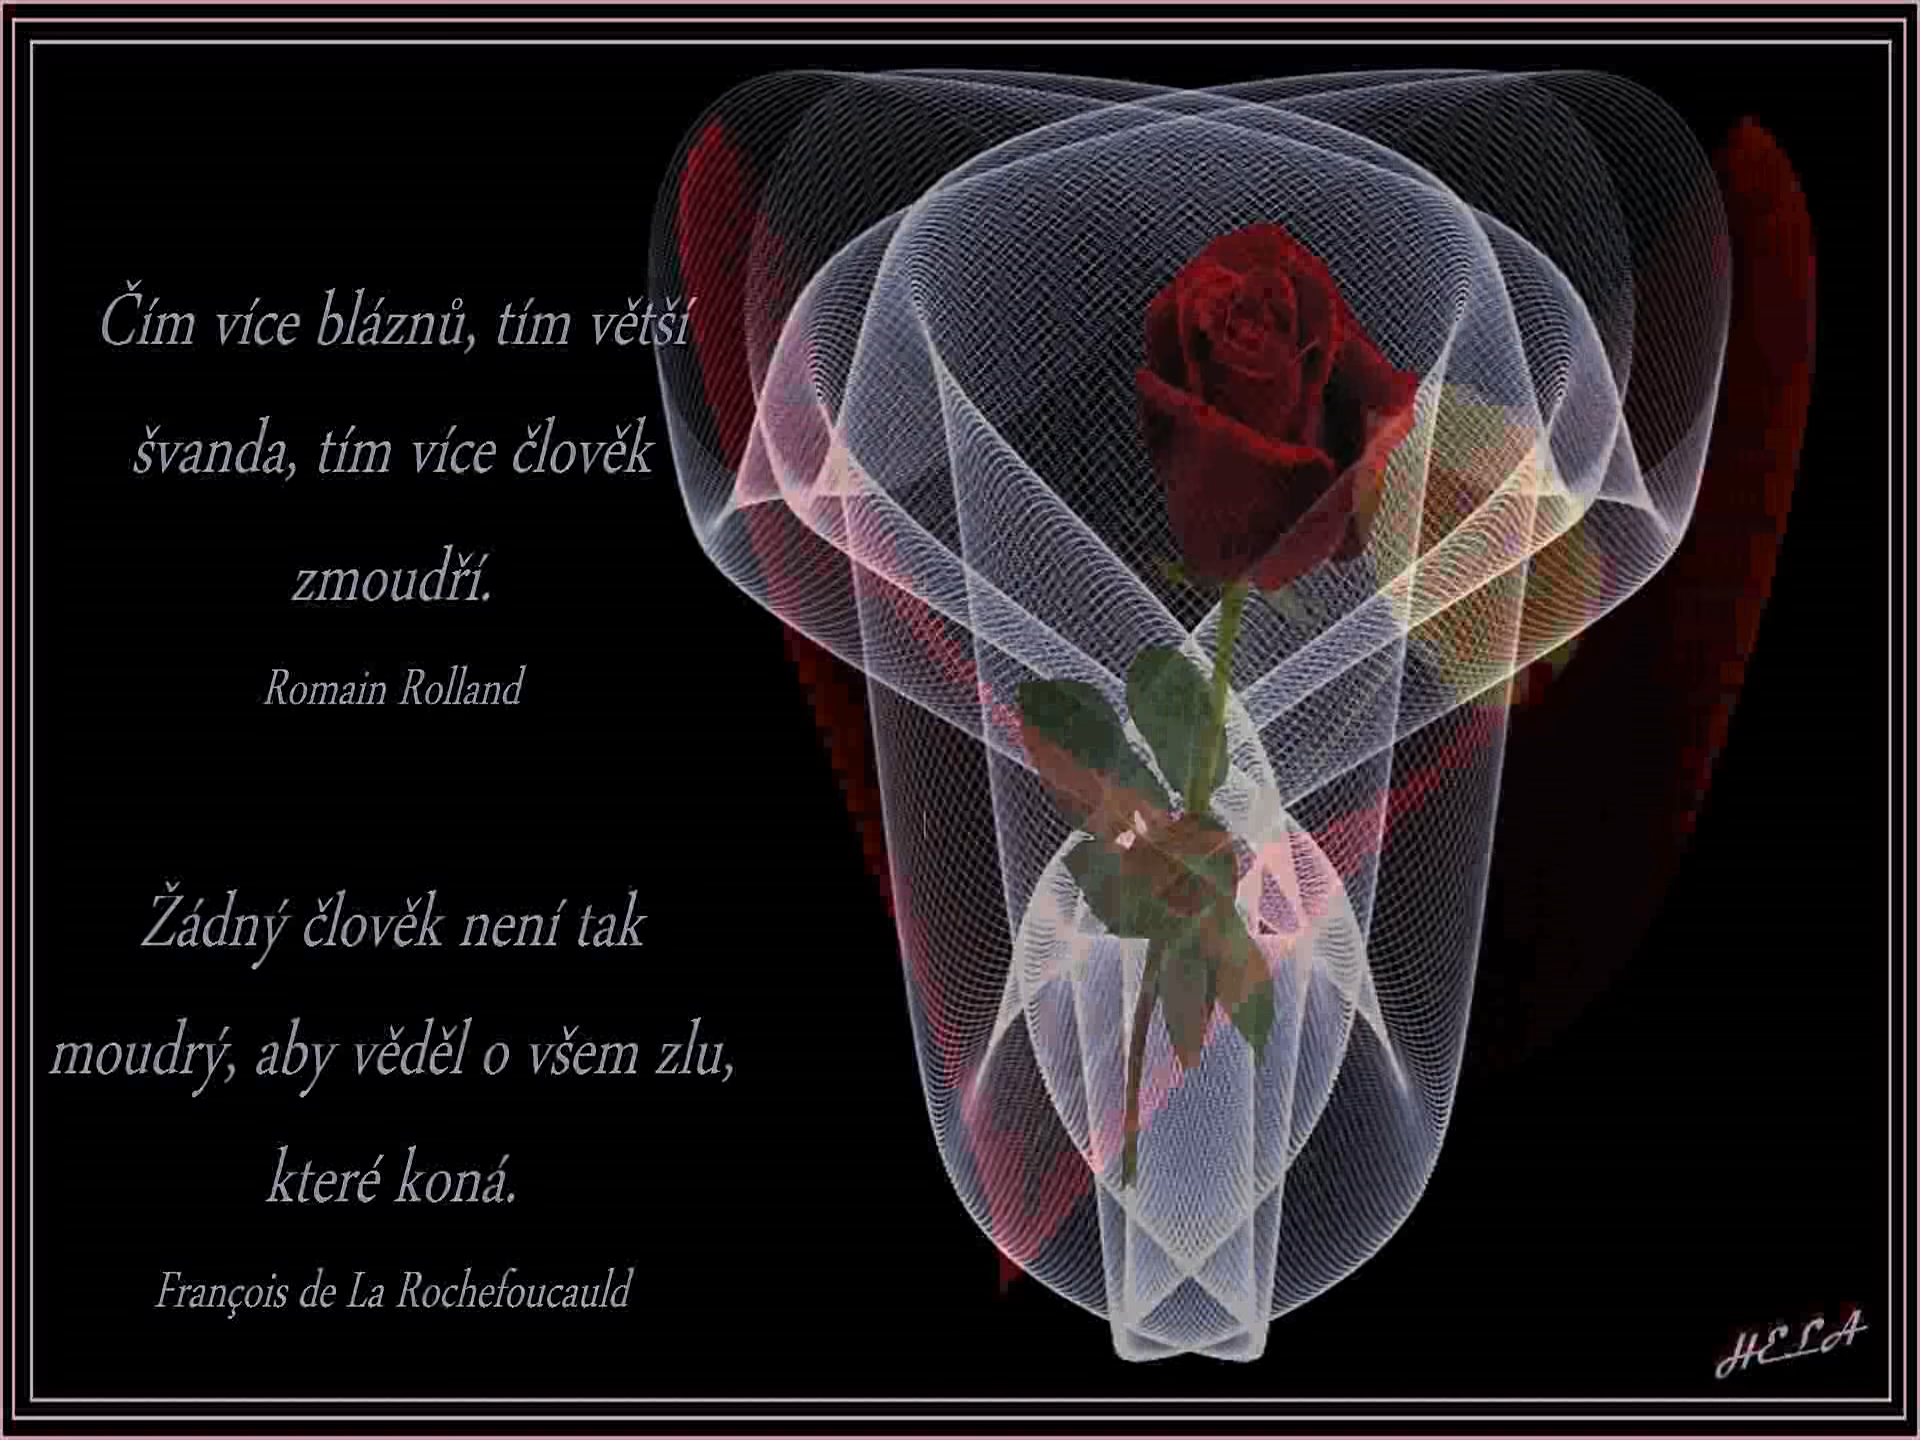 Čím více bláznů, tím větší
švanda, tím více člověk
zmoudří.
Romain Rolland
Žádný člověk není tak
moudrý, aby věděl o všem zlu,
které koná.
François de La Rochefoucauld
HELA